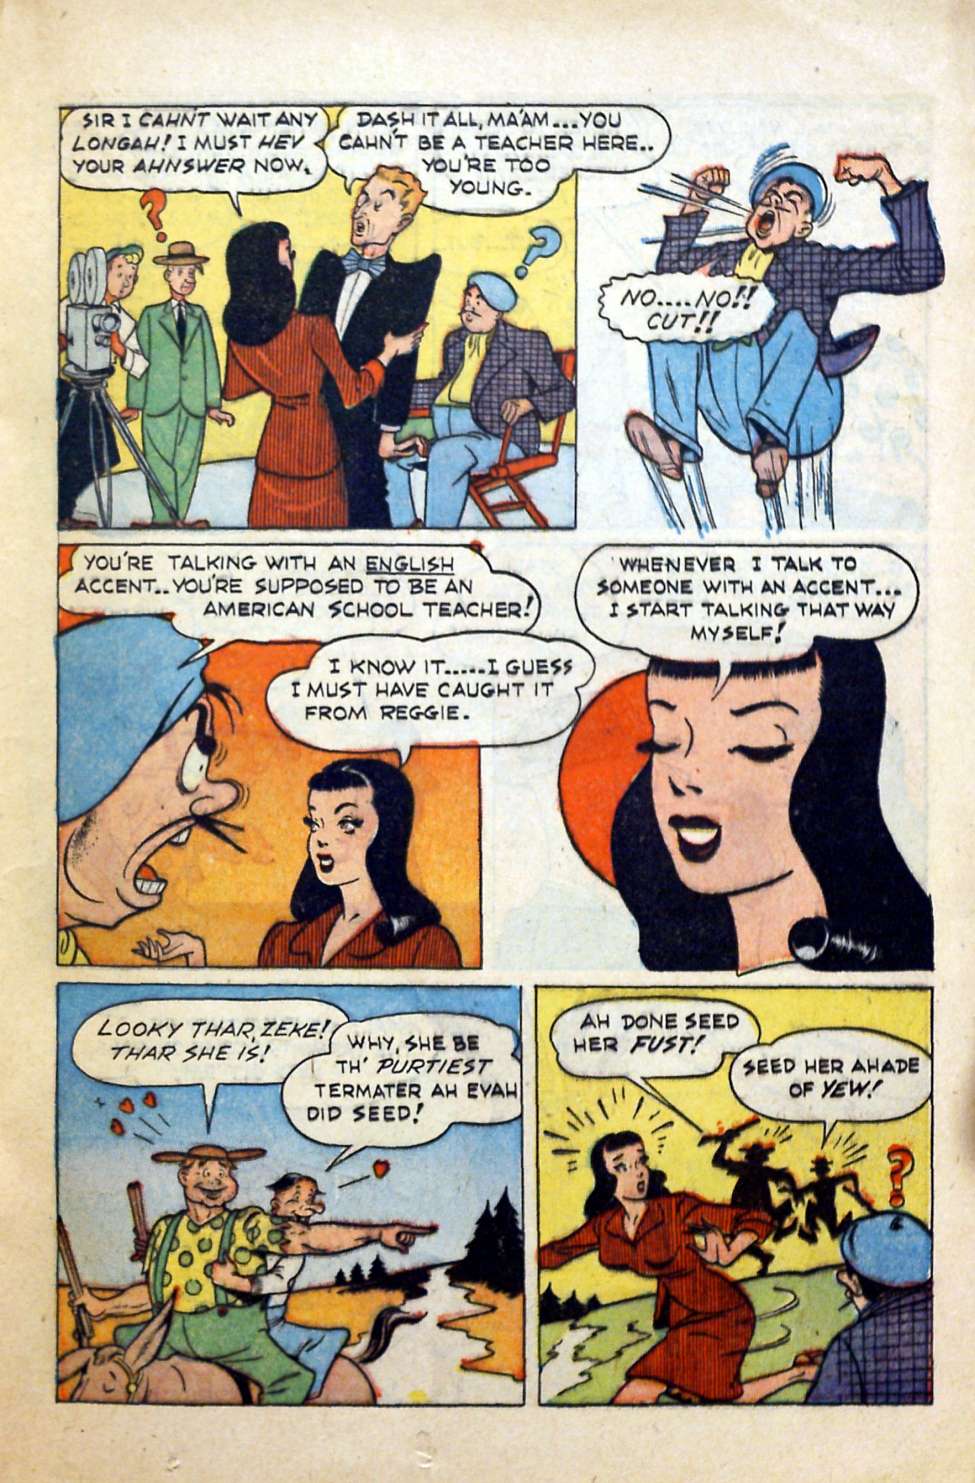 SIR I CAHN'T WAIT ANY
LONGAH! I MUST HEV
YOUR AHNSWER NOW.
DASH IT ALL, MA'AM...YOU
CAHN'T BE A TEACHER HERE..
YOU'RE TOO
YOUNG.
?
?
NO....NO!!
CUT!!
YOU'RE TALKING WITH AN ENGLISH
ACCENT..YOU'RE SUPPOSED TO BE AN
AMERICAN SCHOOL TEACHER!
I KNOW IT.....I GUESS
I MUST HAVE CAUGHT IT
FROM REGGIE.
WHENEVER I TALK TO
SOMEONE WITH AN ACCENT...
I START TALKING THAT WAY
MYSELF!
LOOKY THAR, ZEKE!
THAR SHE IS!
WHY, SHE BE
TH' PURTIEST
TERMATER AH EVAH
DID SEED!
AH DONE SEED
HER FUST!
SEED HER AHADE
OF YEW!
?